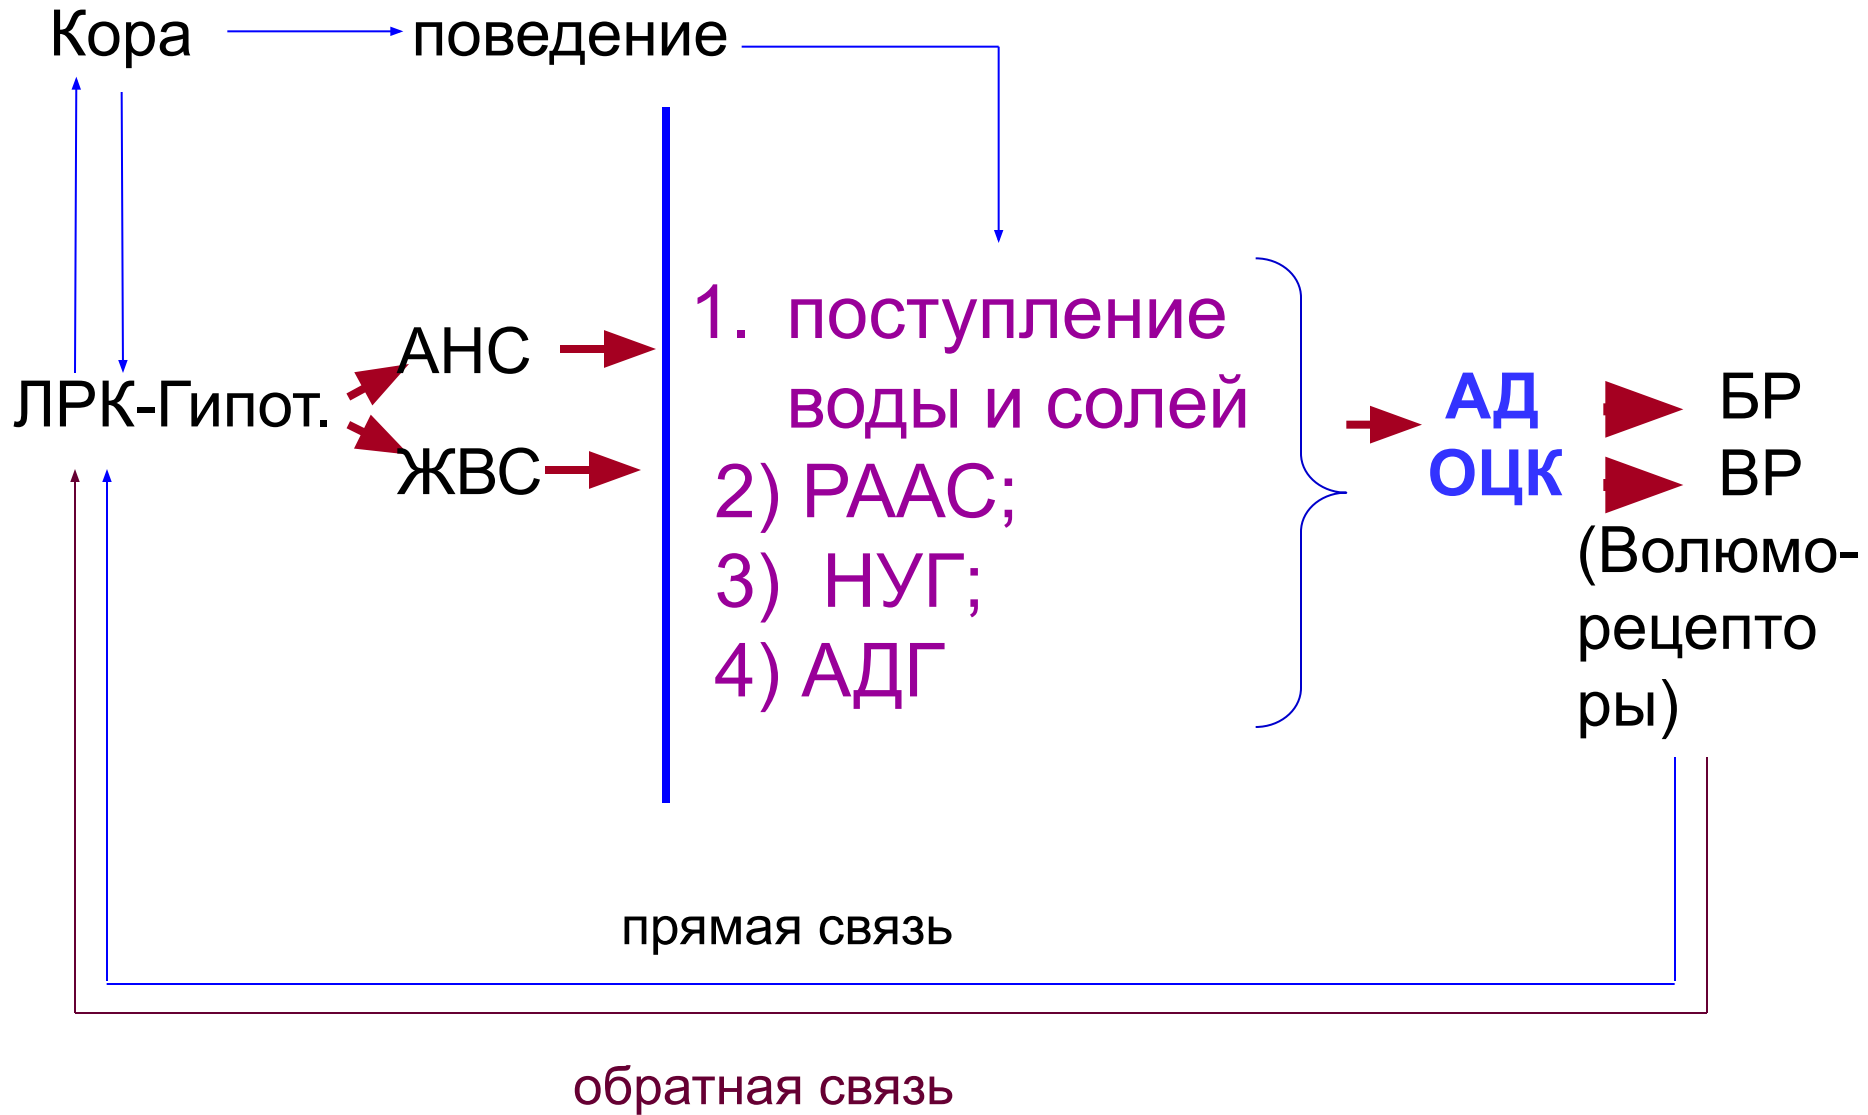 Кора
поведение
АНС
ЛРК-Гипот.
ЖВС
1. поступление
воды и солей
2) РААС;
3) НУГ;
4) АДГ
АД
ОЦК
БР
ВР
(Волюмо-
рецепто
ры)
прямая связь
обратная связь